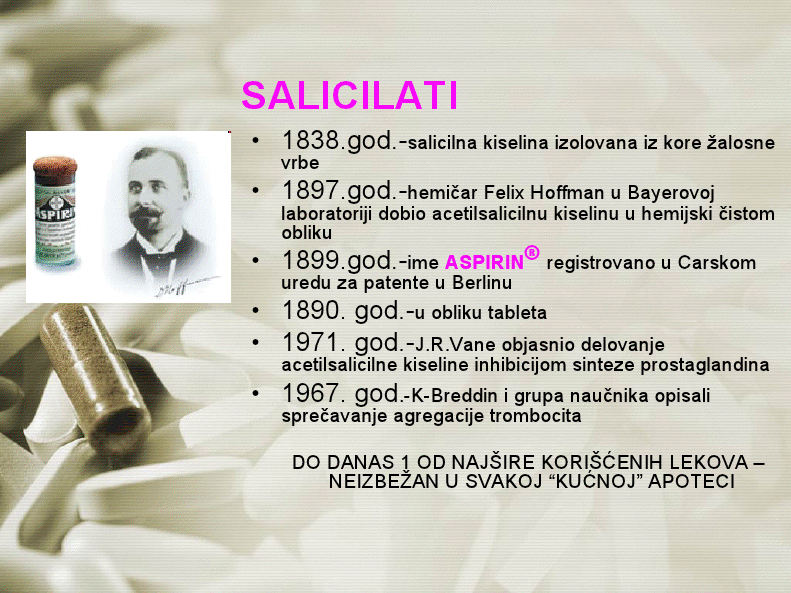 SALICILATI
• 1838.god.-salicilna kiselina izolovana iz kore žalosne
vrbe
• 1897.god.-hemičar Felix Hoffman u Bayerovoj
laboratoriji dobio acetilsalicilnu kiselinu u hemijski čistom
obliku
• 1899.god.-ime ASPIRIN® registrovano u Carskom
uredu za patente u Berlinu
• 1890. god.-u obliku tableta
• 1971. god.-J.R.Vane objasnio delovanje
acetilsalicilne kiseline inhibicijom sinteze prostaglandina
• 1967. god.-K-Breddin i grupa naučnika opisali
sprečavanje agregacije trombocita
DO DANAS 1 OD NAJŠIRE KORIŠĆENIH LEKOVA –
NEIZBEŽAN U SVAKOJ “KUĆNOJ” APOTECI
ASPIRIN